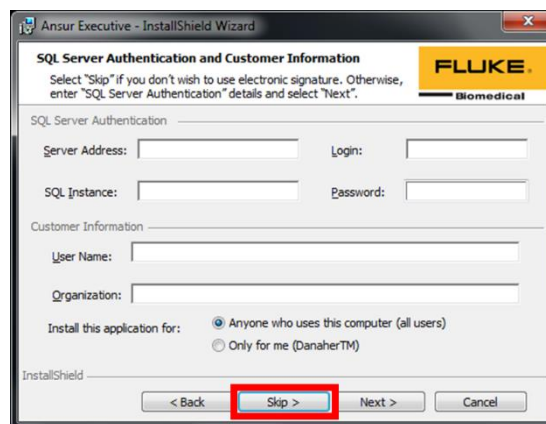 Ansur Executive - InstallShield Wizard
SQL Server Authentication and Customer Information
Select "Skip" if you don't wish to use electronic signature. Otherwise,
enter "SQL Server Authentication" details and select "Next".
FLUKE.
Biomedical
SQL Server Authentication
Server Address:
Login:
SQL Instance:
Password:
Customer Information
User Name:
Organization:
Install this application for:
Anyone who uses this computer (all users)
Only for me (DanaherTM)
InstallShield
< Back
Skip >
Next >
Cancel